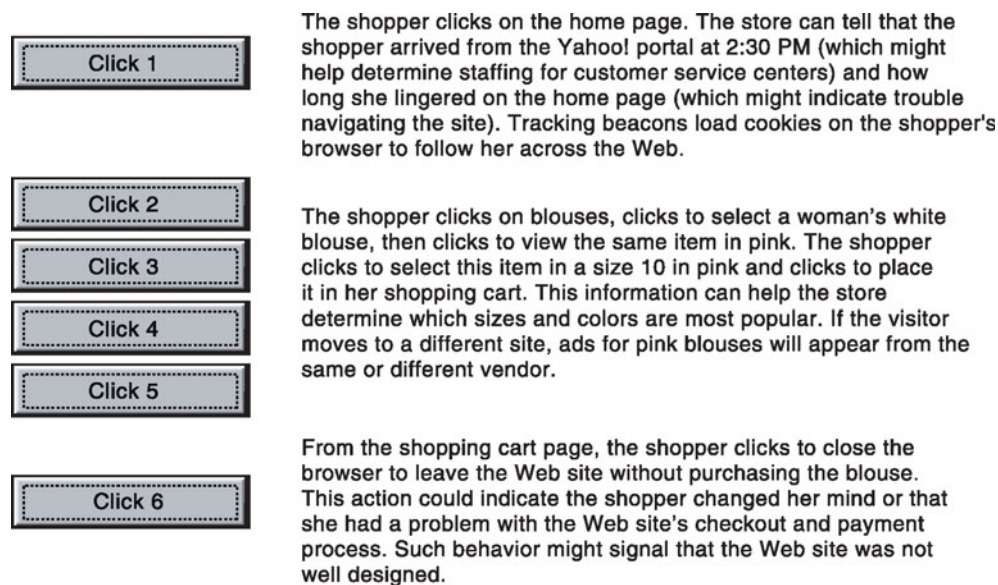 Click 1
The shopper clicks on the home page. The store can tell that the
shopper arrived from the Yahoo! portal at 2:30 PM (which might
help determine staffing for customer service centers) and how
long she lingered on the home page (which might indicate trouble
navigating the site). Tracking beacons load cookies on the shopper's
browser to follow her across the Web.
Click 2
Click 3
Click 4
Click 5
The shopper clicks on blouses, clicks to select a woman's white
blouse, then clicks to view the same item in pink. The shopper
clicks to select this item in a size 10 in pink and clicks to place
it in her shopping cart. This information can help the store
determine which sizes and colors are most popular. If the visitor
moves to a different site, ads for pink blouses will appear from the
same or different vendor.
Click 6
From the shopping cart page, the shopper clicks to close the
browser to leave the Web site without purchasing the blouse.
This action could indicate the shopper changed her mind or that
she had a problem with the Web site's checkout and payment
process. Such behavior might signal that the Web site was not
well designed.